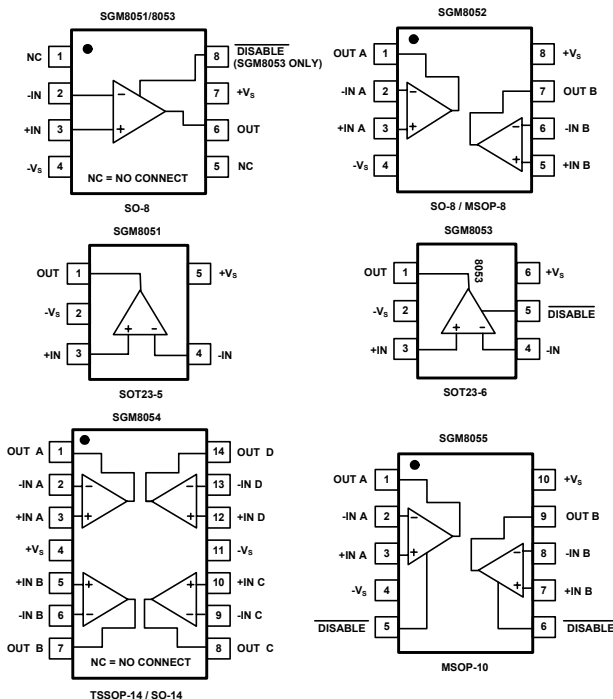 SGM8051/8053
NC 1
-IN 2
+IN 3
-VS 4
8 DISABLE
(SGM8053 ONLY)
7 +VS
6 OUT
5 NC
NC = NO CONNECT
SO-8
SGM8052
OUT A 1
-IN A 2
+IN A 3
-VS 4
8 +VS
7 OUT B
6 -IN B
5 +IN B
SO-8 / MSOP-8
SGM8051
OUT 1
-VS 2
+IN 3
5 +VS
4 -IN
SOT23-5
SGM8053
OUT 1
-VS 2
+IN 3
8053
6 +VS
5 DISABLE
4 -IN
SOT23-6
SGM8054
OUT A 1
-IN A 2
+IN A 3
+VS 4
+IN B 5
-IN B 6
OUT B 7
14 OUT D
13 -IN D
12 +IN D
11 -VS
10 +IN C
9 -IN C
8 OUT C
NC = NO CONNECT
TSSOP-14 / SO-14
SGM8055
OUT A 1
-IN A 2
+IN A 3
-VS 4
DISABLE 5
10 +VS
9 OUT B
8 -IN B
7 +IN B
6 DISABLE
MSOP-10